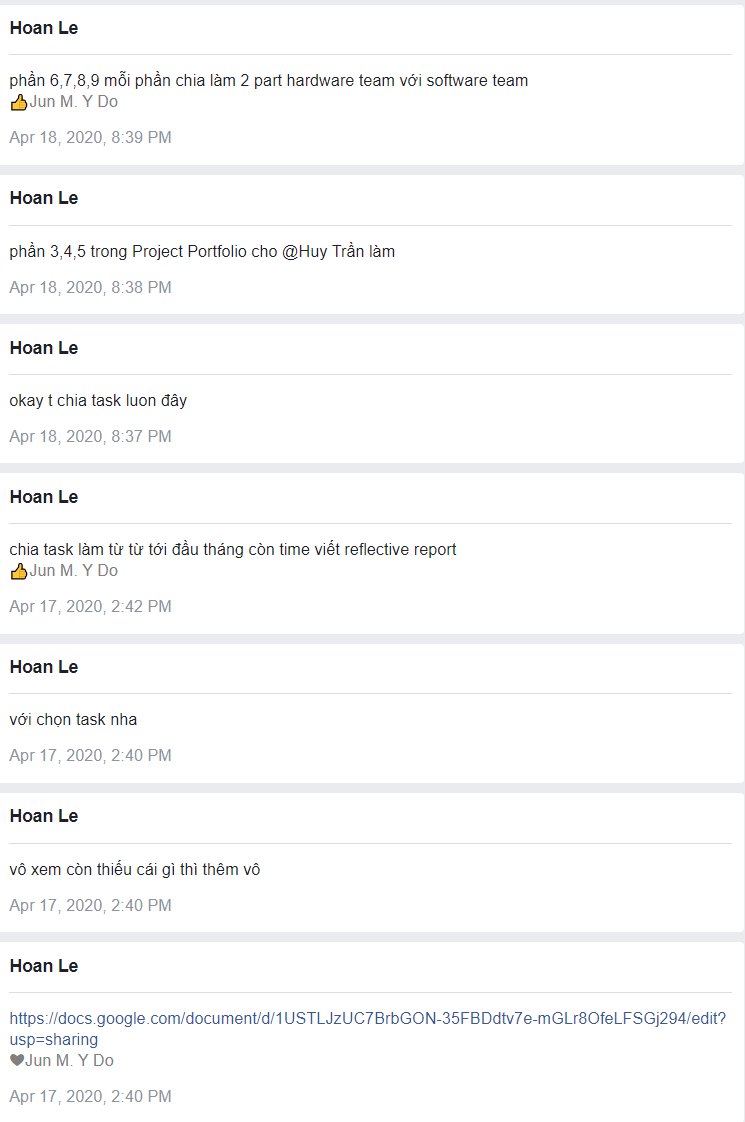 Hoan Le
phần 6,7,8,9 mỗi phần chia làm 2 part hardware team với software team
👍Jun M. Y Do
Apr 18, 2020, 8:39 PM
Hoan Le
phần 3,4,5 trong Project Portfolio cho @Huy Trần làm
Apr 18, 2020, 8:38 PM
Hoan Le
okay t chia task luon đây
Apr 18, 2020, 8:37 PM
Hoan Le
chia task làm từ từ tới đầu tháng còn time viết reflective report
👍Jun M. Y Do
Apr 17, 2020, 2:42 PM
Hoan Le
với chọn task nha
Apr 17, 2020, 2:40 PM
Hoan Le
vô xem còn thiếu cái gì thì thêm vô
Apr 17, 2020, 2:40 PM
Hoan Le
https://docs.google.com/document/d/1USTLJzUC7BrbGON-35FBDdtv7e-mGLr8OfeLFSGj294/edit?
usp=sharing
❤Jun M. Y Do
Apr 17, 2020, 2:40 PM